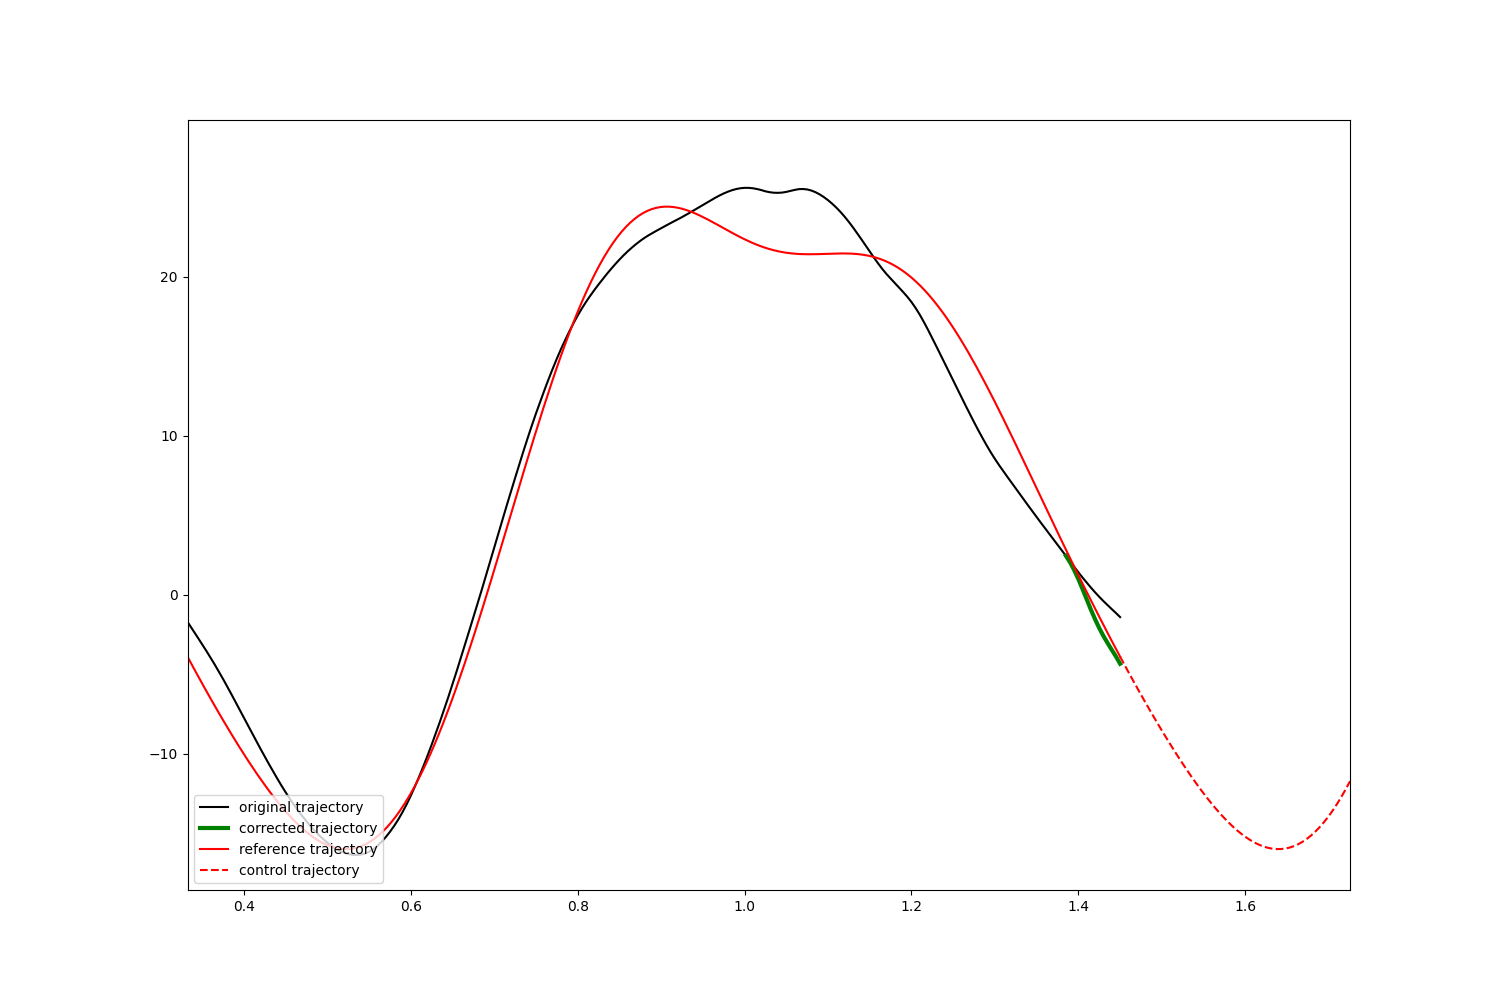 20
10
0
−10
original trajectory
corrected trajectory
reference trajectory
control trajectory
0.4 0.6 0.8 1.0 1.2 1.4 1.6